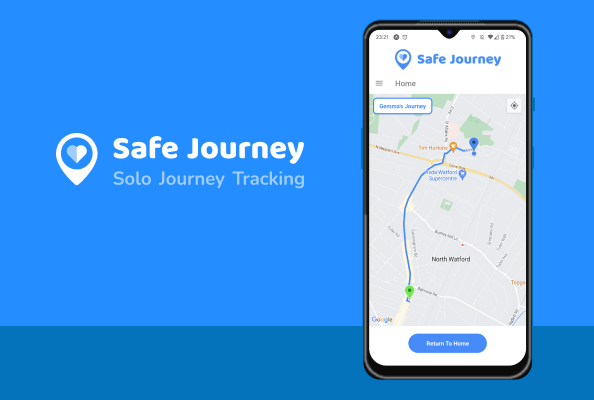 Safe Journey
Solo Journey Tracking
23:21
21%
Safe Journey
Home
Gemma's Journey
Tim Hortons
Asda Watford
Supercentre
North Watford
Google
Return To Home